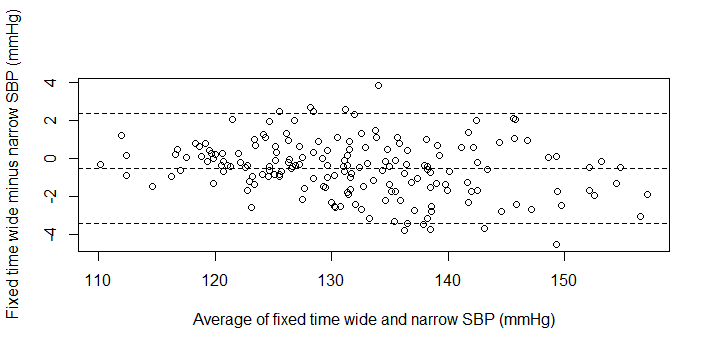 Fixed time wide minus narrow SBP (mmHg)
4
2
0
-2
-4
110 120 130 140 150
Average of fixed time wide and narrow SBP (mmHg)